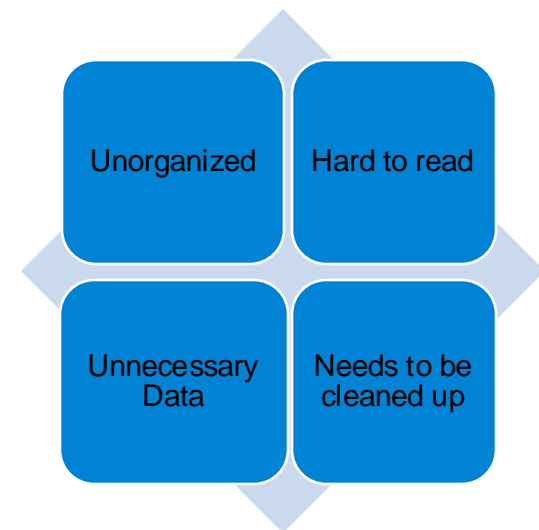 Unorganized
Hard to read
Unnecessary
Data
Needs to be
cleaned up